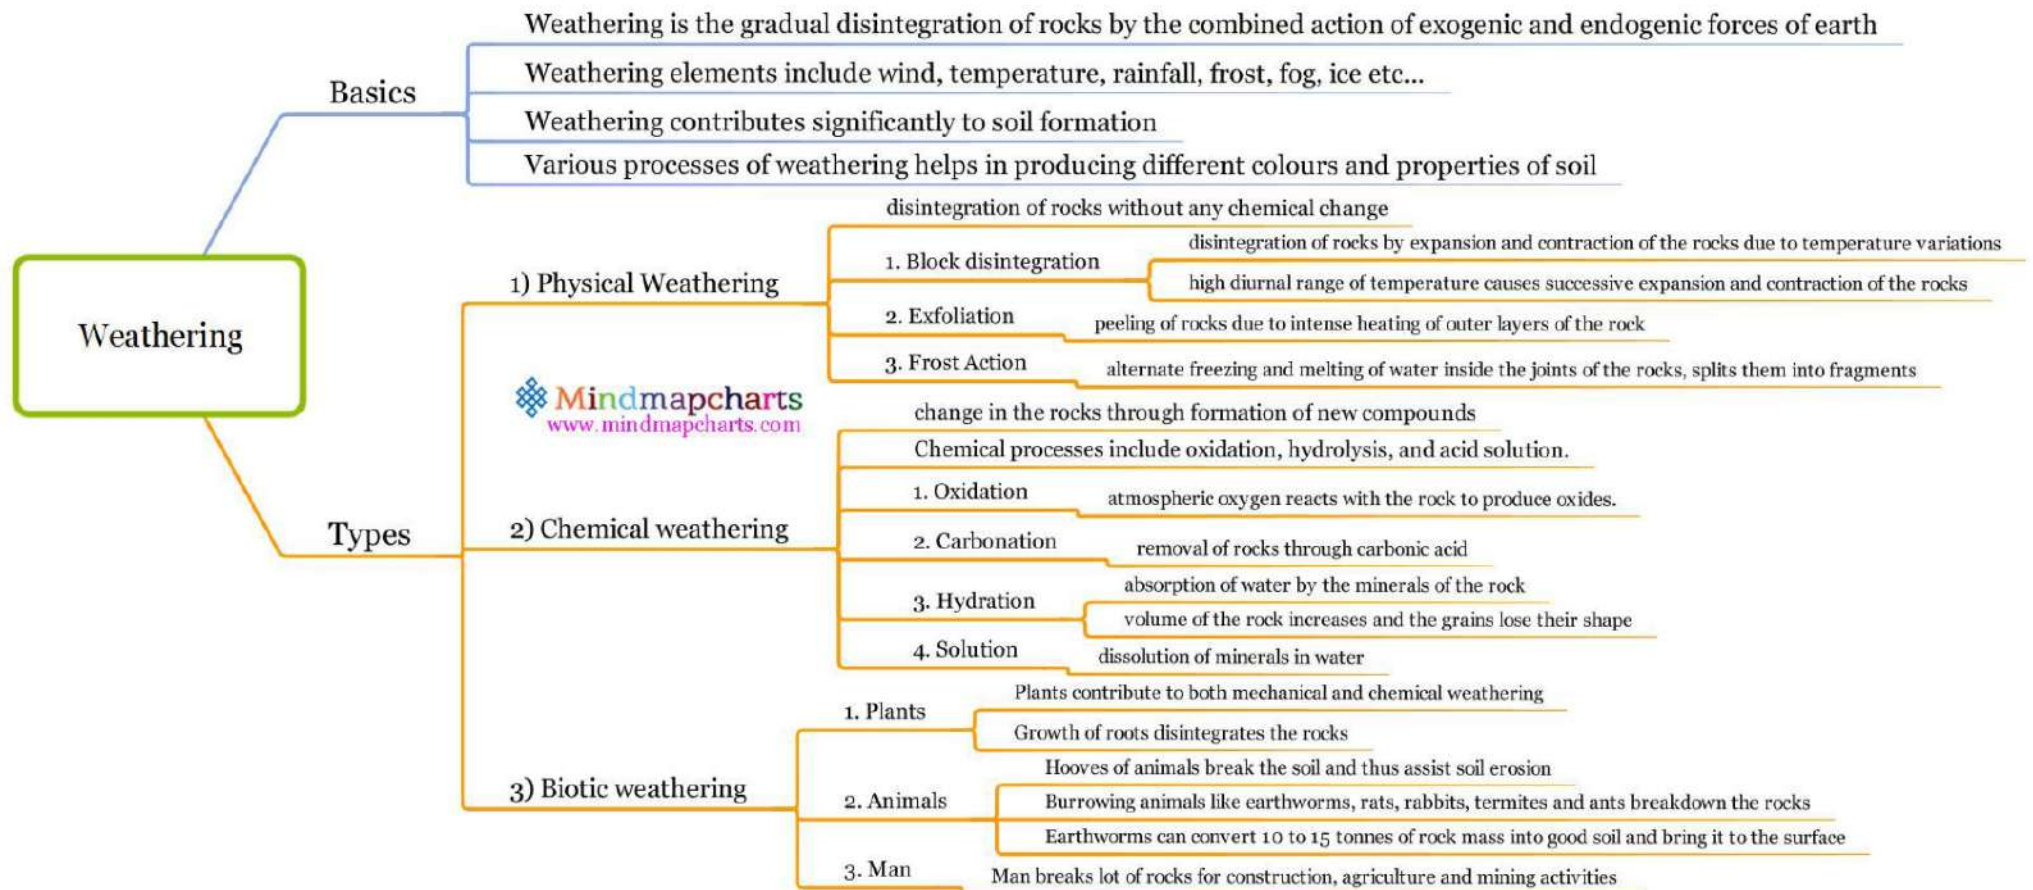 Weathering
Basics
Weathering is the gradual disintegration of rocks by the combined action of exogenic and endogenic forces of earth
Weathering elements include wind, temperature, rainfall, frost, fog, ice etc...
Weathering contributes significantly to soil formation
Various processes of weathering helps in producing different colours and properties of soil
Types
1) Physical Weathering
disintegration of rocks without any chemical change
1. Block disintegration
disintegration of rocks by expansion and contraction of the rocks due to temperature variations
high diurnal range of temperature causes successive expansion and contraction of the rocks
2. Exfoliation
peeling of rocks due to intense heating of outer layers of the rock
3. Frost Action
alternate freezing and melting of water inside the joints of the rocks, splits them into fragments
Mindmapcharts
www.mindmapcharts.com
2) Chemical weathering
change in the rocks through formation of new compounds
Chemical processes include oxidation, hydrolysis, and acid solution.
1. Oxidation
atmospheric oxygen reacts with the rock to produce oxides.
2. Carbonation
removal of rocks through carbonic acid
3. Hydration
absorption of water by the minerals of the rock
volume of the rock increases and the grains lose their shape
4. Solution
dissolution of minerals in water
3) Biotic weathering
1. Plants
Plants contribute to both mechanical and chemical weathering
Growth of roots disintegrates the rocks
2. Animals
Hooves of animals break the soil and thus assist soil erosion
Burrowing animals like earthworms, rats, rabbits, termites and ants breakdown the rocks
Earthworms can convert 10 to 15 tonnes of rock mass into good soil and bring it to the surface
3. Man
Man breaks lot of rocks for construction, agriculture and mining activities